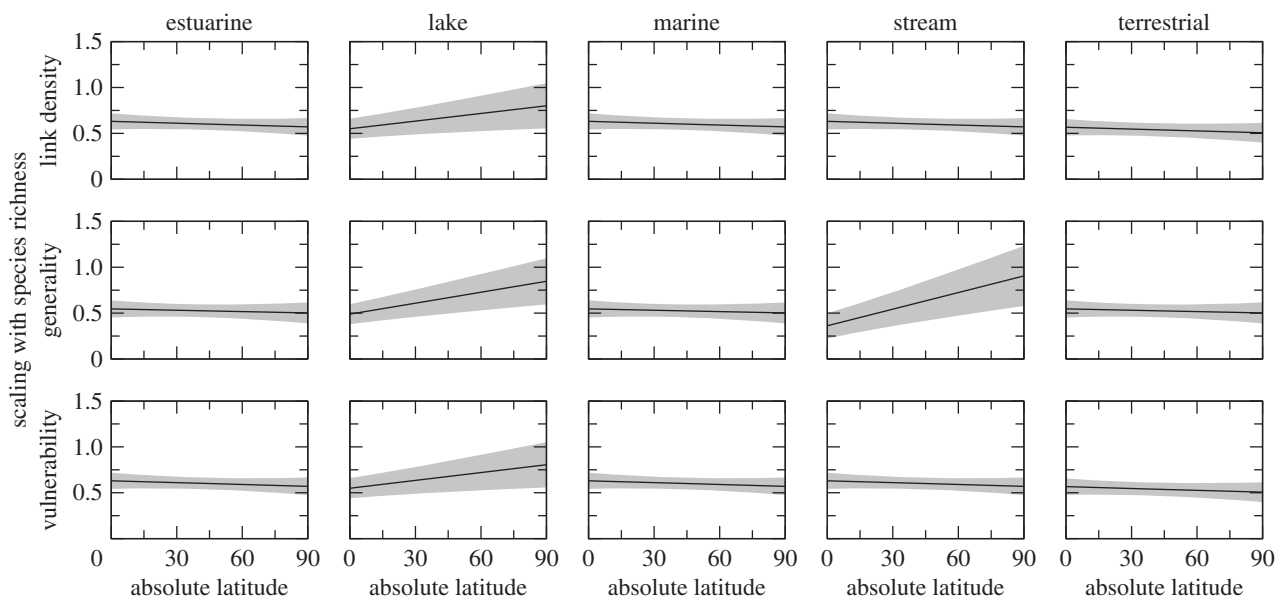 estuarine lake marine stream terrestrial
scaling with species richness
link density
1.5
1.0
0.5
0
generality
1.5
1.0
0.5
0
vulnerability
1.5
1.0
0.5
0 30 60 90 0 30 60 90 0 30 60 90 0 30 60 90 0 30 60 90
absolute latitude absolute latitude absolute latitude absolute latitude absolute latitude